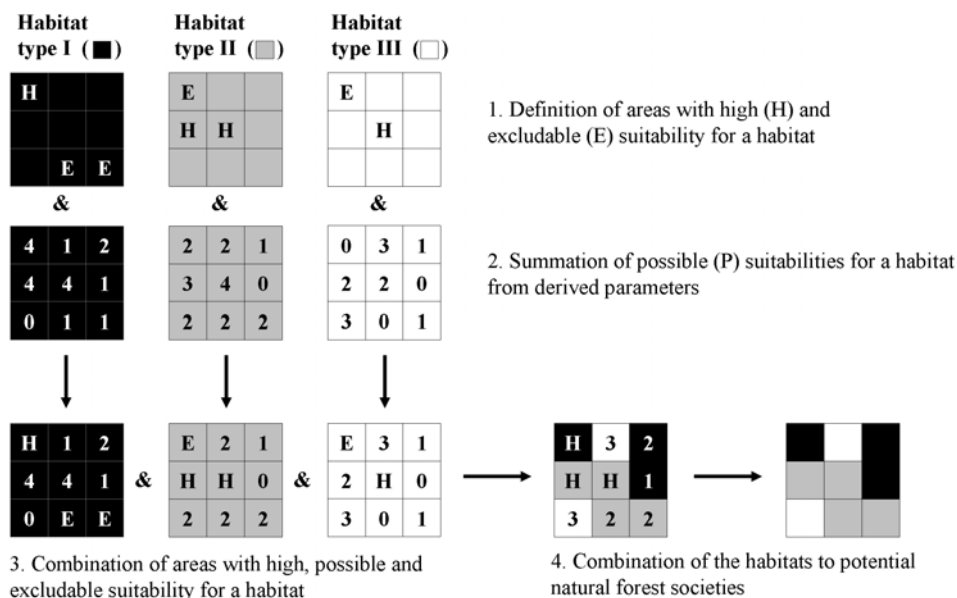 Habitat type I (■) Habitat type II (□) Habitat type III (□)
H
E E
E
H H
E
H
1. Definition of areas with high (H) and
excludable (E) suitability for a habitat
& & &
4 1 2 2 2 1 0 3 1
4 4 1 3 4 0 2 2 0
0 1 1 2 2 2 3 0 1
2. Summation of possible (P) suitabilities for a habitat
from derived parameters
H 1 2 E 2 1 E 3 1 H 3 2
4 4 1 & H H 0 & 2 H 0 H H 1
0 E E 2 2 2 3 0 1 3 2 2
3. Combination of areas with high, possible and
excludable suitability for a habitat
4. Combination of the habitats to potential
natural forest societies